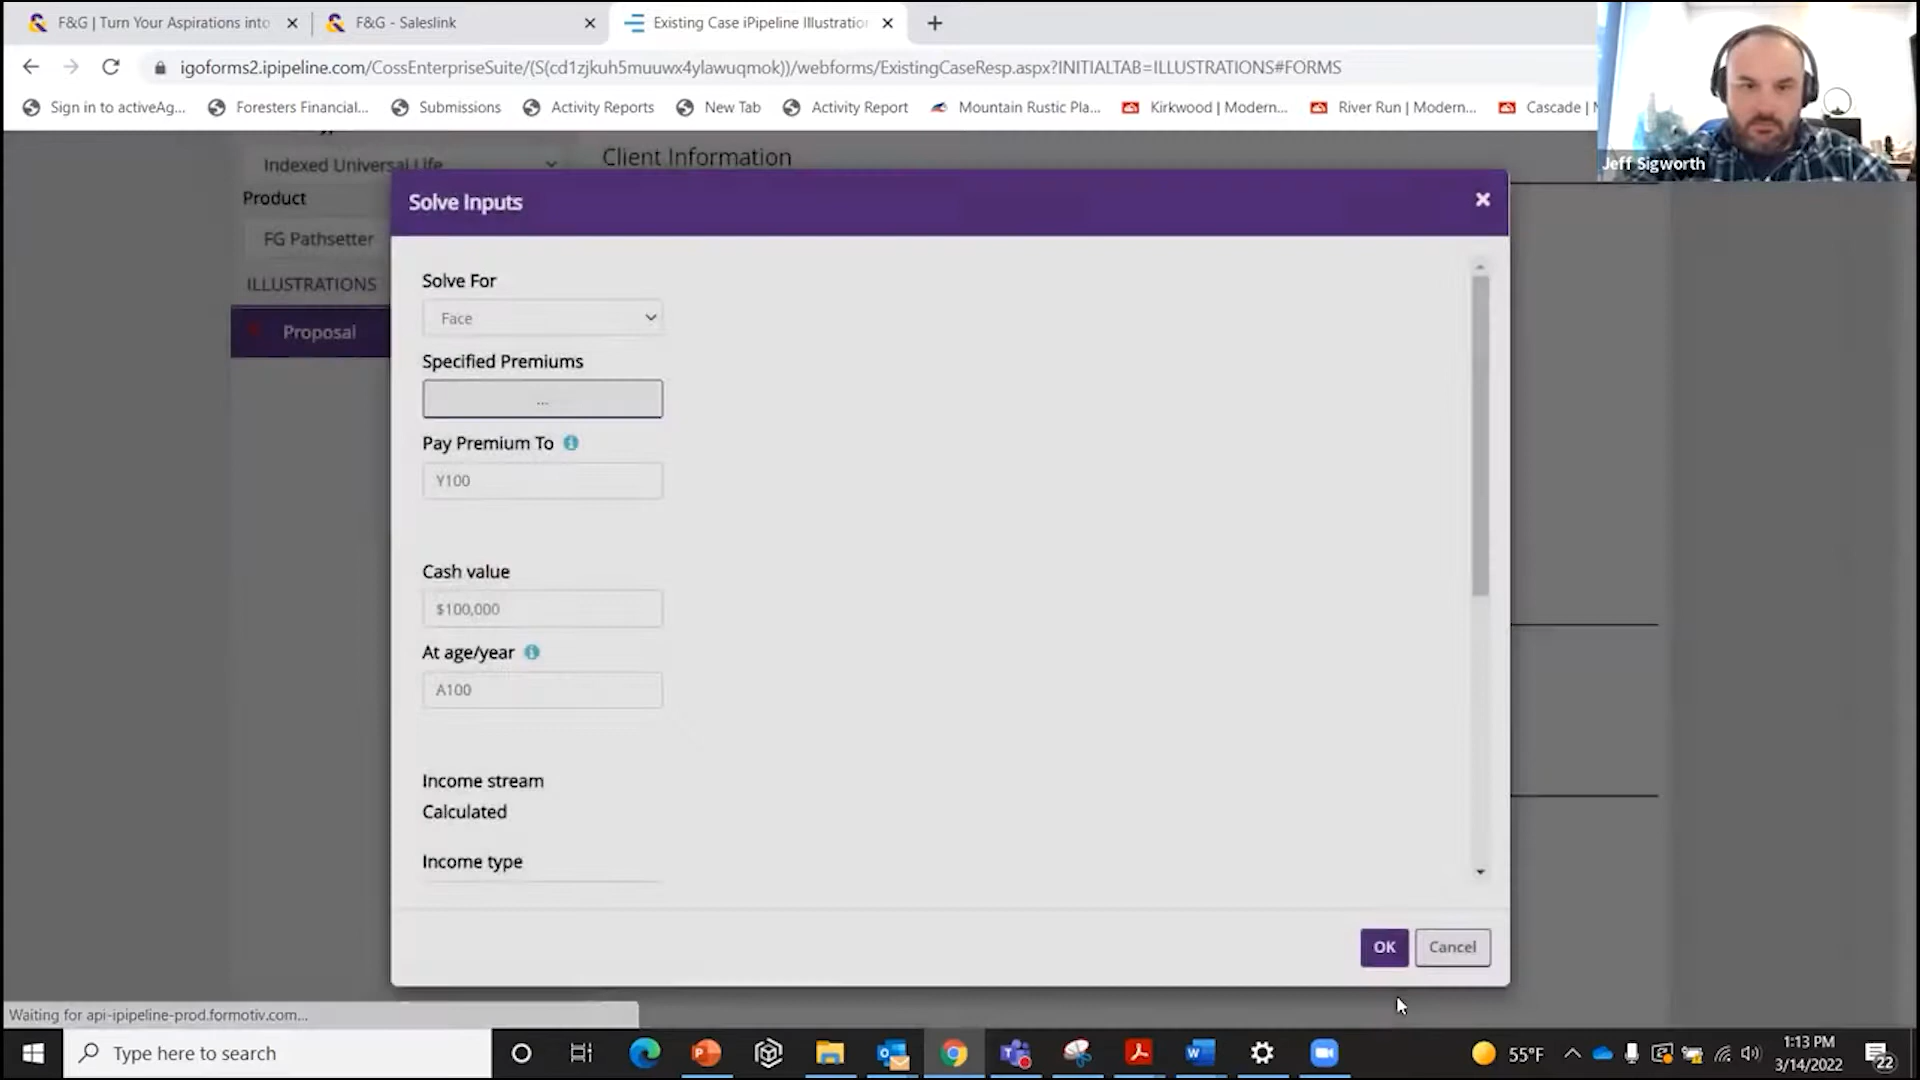 F&G | Turn Your Aspirations into
F&G - Saleslink
Existing Case iPipeline Illustration
igoforms2.ipipeline.com/CossEnterpriseSuite/(S(cd1zjkuh5muuwx4ylawuqmok))/webforms/ExistingCaseResp.aspx?INITIALTAB=ILLUSTRATIONS#FORMS
Sign in to activeAg...
Foresters Financial...
Submissions
Activity Reports
New Tab
Activity Report
Mountain Rustic Pla...
Kirkwood | Modern...
River Run | Modern...
Cascade |
Jeff Sigworth
Indexed Universal Life
Client Information
Product
FG Pathsetter
ILLUSTRATIONS
Proposal
Solve Inputs
Solve For
Face
Specified Premiums
...
Pay Premium To
Y100
Cash value
$100,000
At age/year
A100
Income stream
Calculated
Income type
OK
Cancel
Waiting for api-ipipeline-prod.formotiv.com...
Type here to search
55°F
1:13 PM
3/14/2022
22